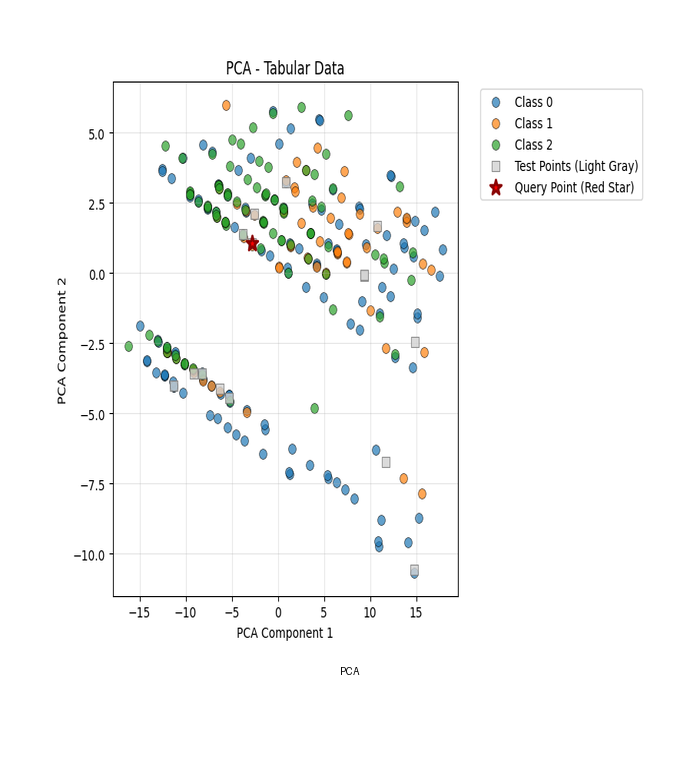 PCA - Tabular Data
Class 0
Class 1
Class 2
Test Points (Light Gray)
Query Point (Red Star)
PCA Component 2
5.0
2.5
0.0
−2.5
−5.0
−7.5
−10.0
−15 −10 −5 0 5 10 15
PCA Component 1
PCA